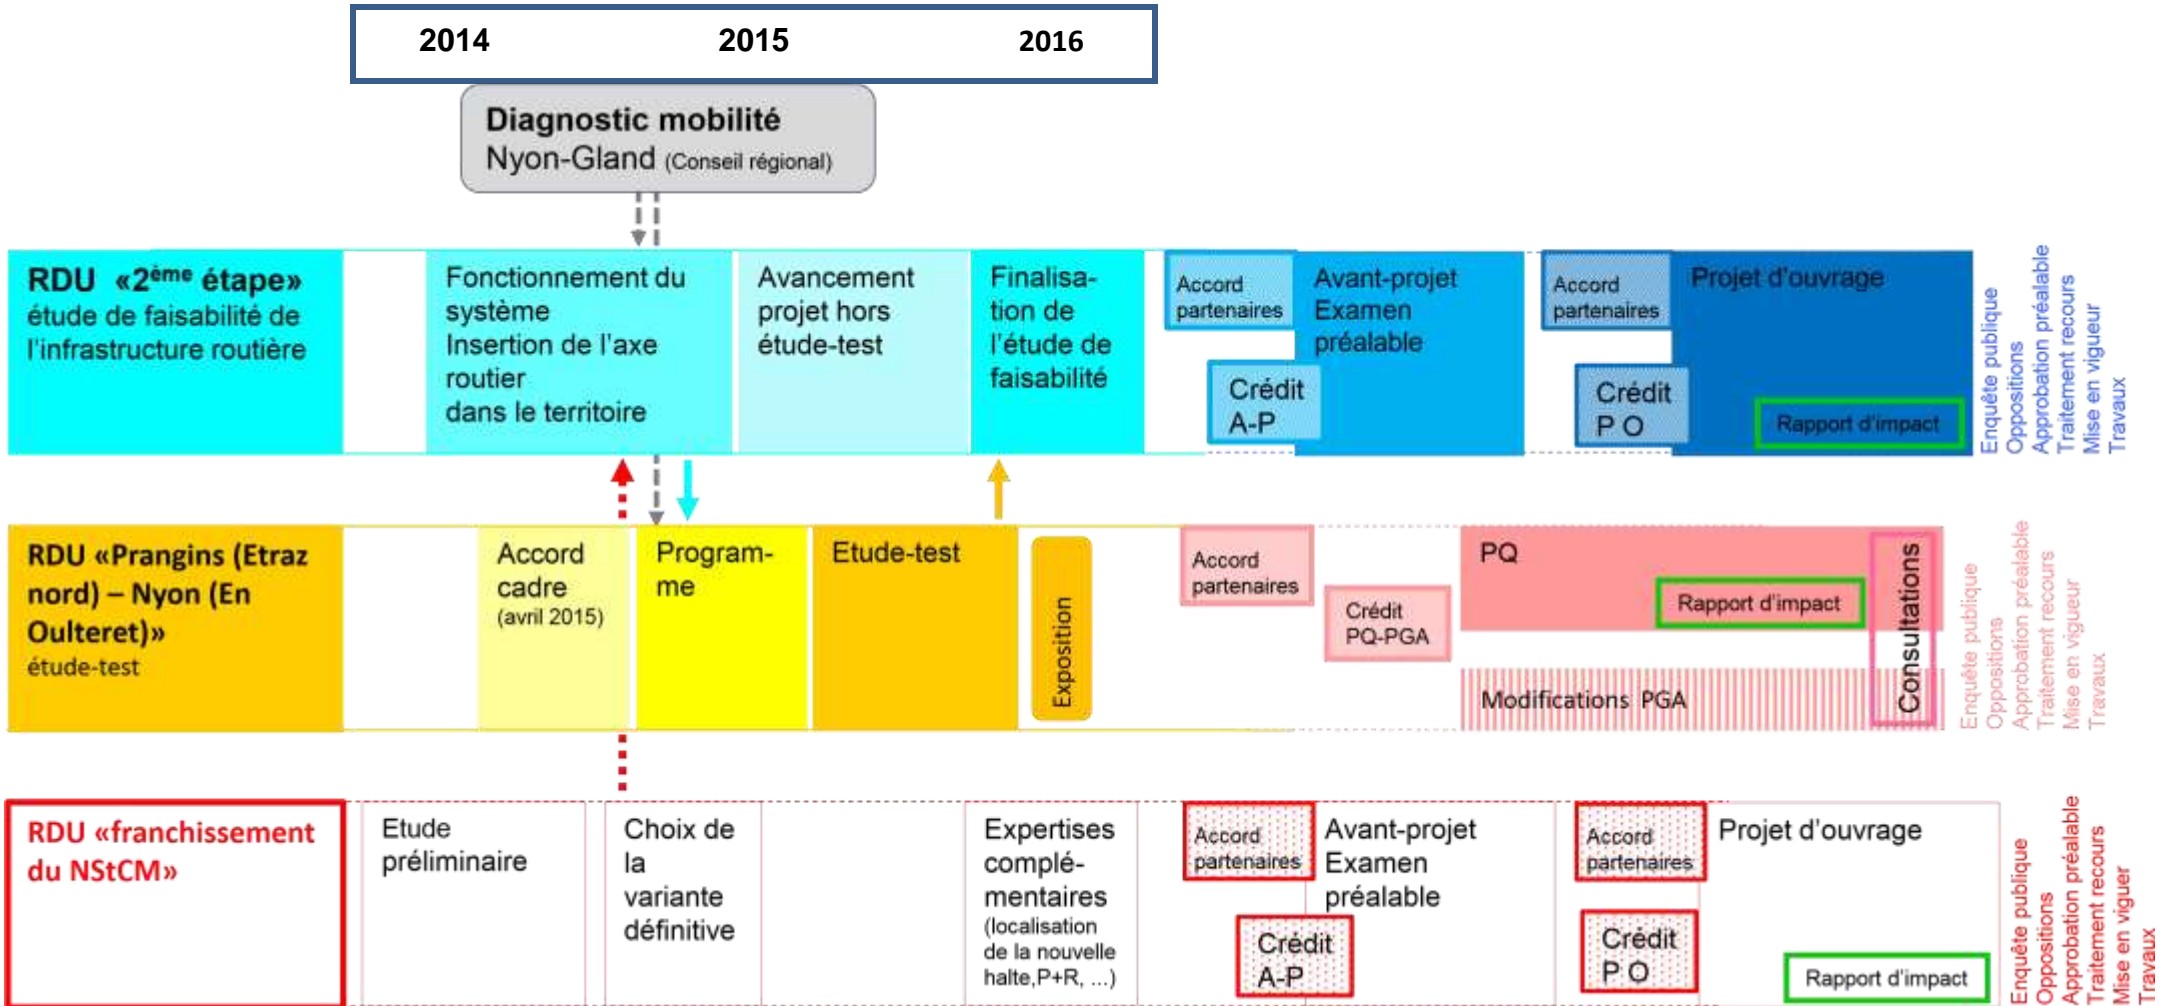 2014 2015 2016
Diagnostic mobilité
Nyon-Gland (Conseil régional)
RDU «2ème étape»
étude de faisabilité de
l'infrastructure routière
Fonctionnement du
système
Insertion de l'axe
routier
dans le territoire
Avancement
projet hors
étude-test
Finalisa-
tion de
l'étude de
faisabilité
Accord
partenaires
Crédit
A-P
Avant-projet
Examen
préalable
Accord
partenaires
Crédit
P O
Projet d'ouvrage
Rapport d'impact
Enquête publique
Oppositions
Approbation préalable
Traitement recours
Mise en vigueur
Travaux
RDU «Prangins (Etraz
nord) – Nyon (En
Oulteret)»
étude-test
Accord
cadre
(avril 2015)
Program-
me
Etude-test
Exposition
Accord
partenaires
Crédit
PQ-PGA
PQ
Rapport d'impact
Modifications PGA
Consultations
Enquête publique
Oppositions
Approbation préalable
Traitement recours
Mise en vigueur
Travaux
RDU «franchissement
du NStCM»
Etude
préliminaire
Choix de
la
variante
définitive
Expertises
complé-
mentaires
(localisation
de la nouvelle
halte,P+R, ...)
Accord
partenaires
Crédit
A-P
Avant-projet
Examen
préalable
Accord
partenaires
Crédit
P O
Projet d'ouvrage
Rapport d'impact
Enquête publique
Oppositions
Approbation préalable
Traitement recours
Mise en viguer
Travaux